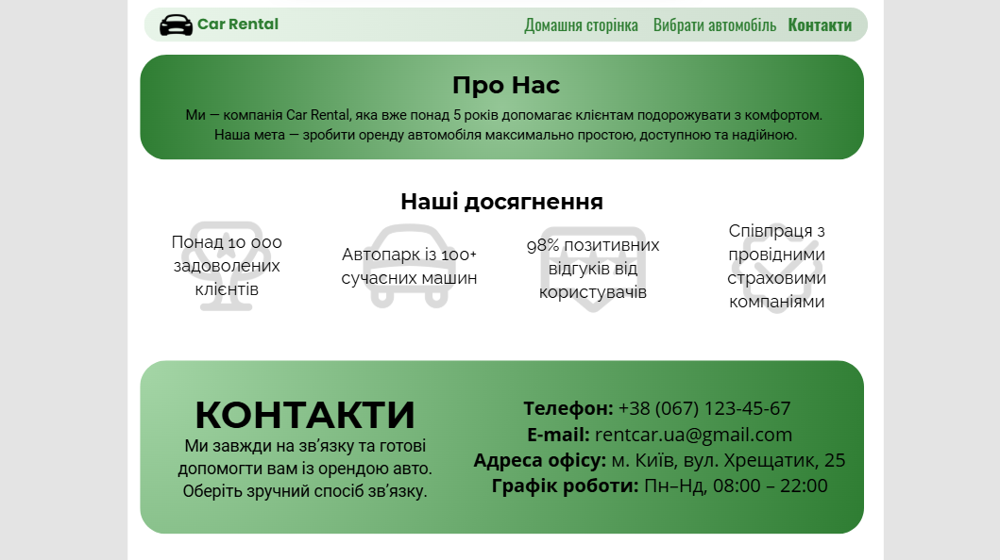 Car Rental
Домашня сторінка
Вибрати автомобіль
Контакти
Про Нас
Ми — компанія Car Rental, яка вже понад 5 років допомагає клієнтам подорожувати з комфортом.
Наша мета — зробити оренду автомобіля максимально простою, доступною та надійною.
Наші досягнення
Понад 10 000
задоволених
клієнтів
Автопарк із 100+
сучасних машин
98% позитивних
відгуків від
користувачів
Співпраця з
провідними
страховими
компаніями
КОНТАКТИ
Ми завжди на зв’язку та готові
допомогти вам із орендою авто.
Оберіть зручний спосіб зв’язку.
Телефон: +38 (067) 123-45-67
E-mail: rentcar.ua@gmail.com
Адреса офісу: м. Київ, вул. Хрещатик, 25
Графік роботи: Пн–Нд, 08:00 – 22:00